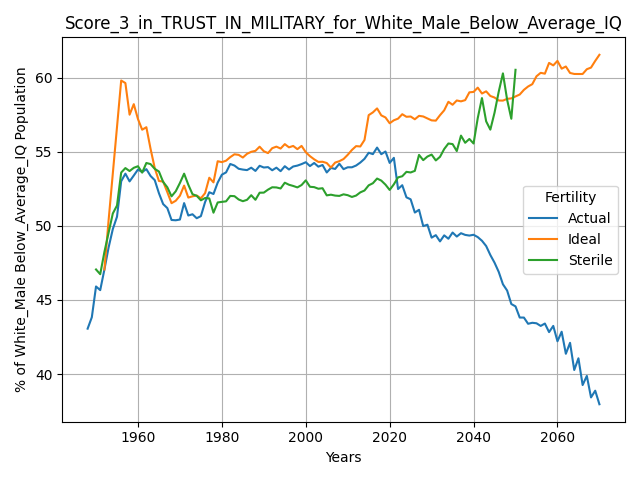 Score_3_in_TRUST_IN_MILITARY_for_White_Male_Below_Average_IQ
% of White_Male Below_Average_IQ Population
60
55
50
45
40
Fertility
Actual
Ideal
Sterile
1960
1980
2000
2020
2040
2060
Years